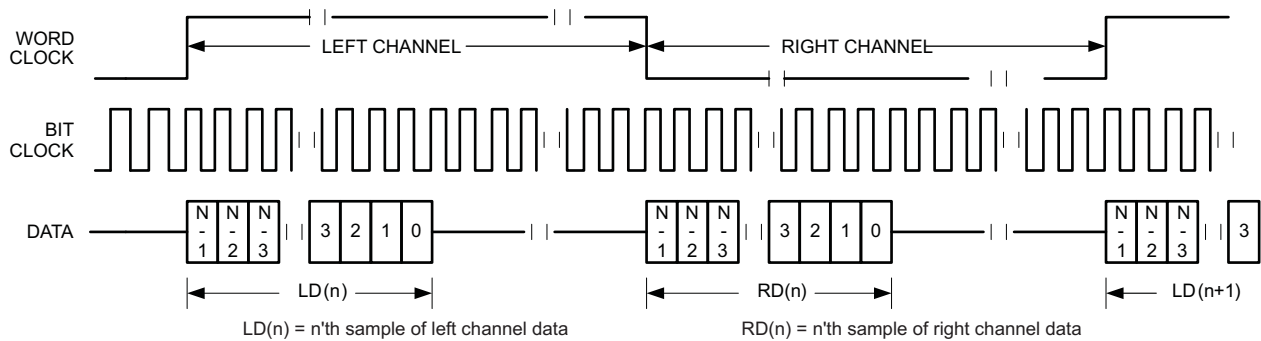 WORD
CLOCK
LEFT CHANNEL
RIGHT CHANNEL
BIT
CLOCK
DATA
N
-
1
N
-
2
N
-
3
3
2
1
0
N
-
1
N
-
2
N
-
3
3
2
1
0
N
-
1
N
-
2
N
-
3
3
LD(n)
RD(n)
LD(n+1)
LD(n) = n'th sample of left channel data
RD(n) = n'th sample of right channel data